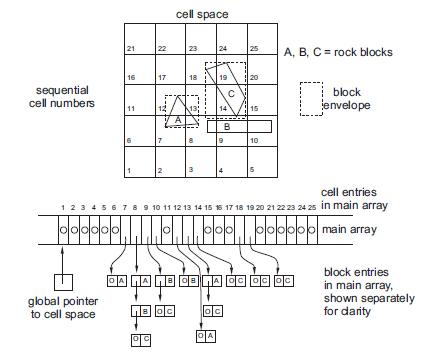 cell space
21 22 23 24 25
A, B, C = rock blocks
16 17 18 19 20
sequential
cell numbers
C
block
envelope
11 12 13 14 15
A
B
6 7 8 9 10
1 2 3 4 5
cell entries
in main array
1 2 3 4 5 6 7 8 9 10 11 12 13 14 15 16 17 18 19 20 21 22 23 24 25
main array
O O O O O O O O O O O O O O
O A A B O B A O C O C O C
block entries
in main array,
shown separately
for clarity
global pointer
to cell space
B O C O C
O C O A